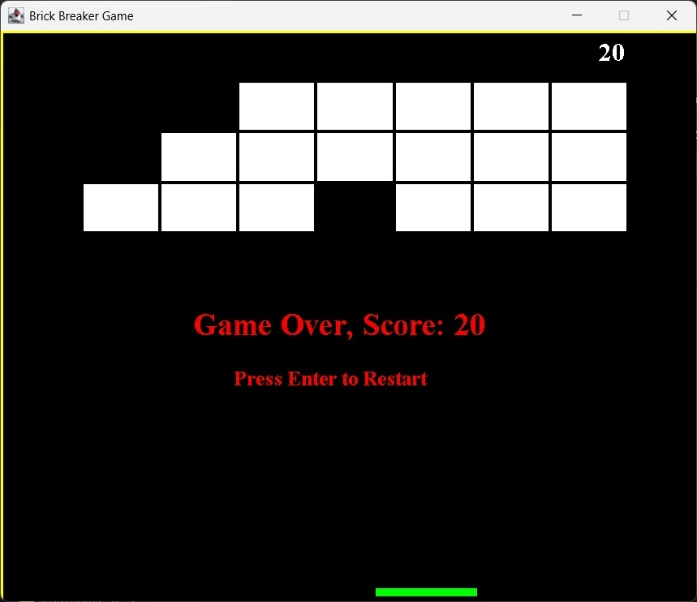 Brick Breaker Game
20
Game Over, Score: 20
Press Enter to Restart